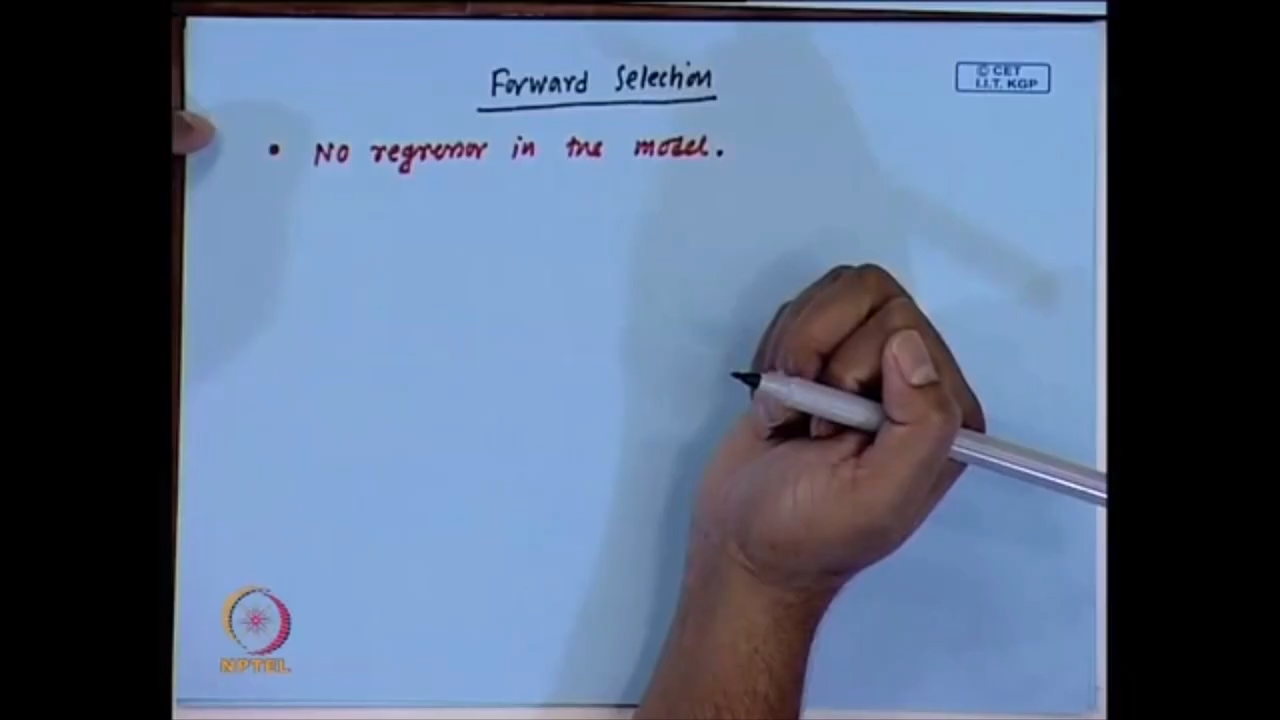 Forward Selection
© CET
I.I.T. KGP
• No regressor in the model.
NPTEL